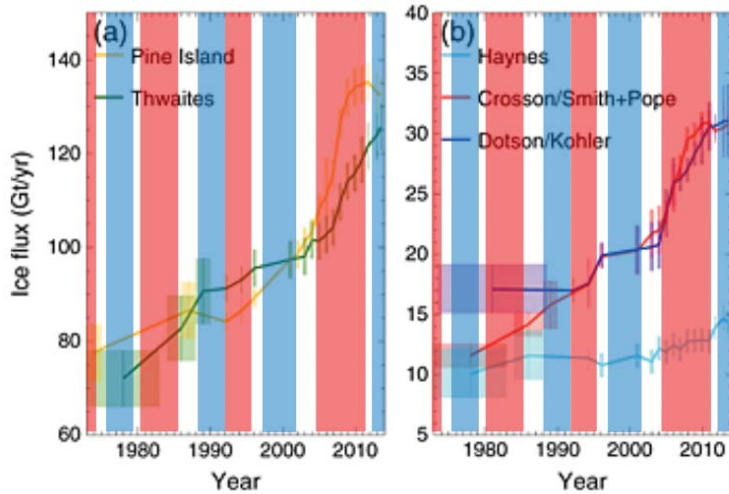 (a)
Pine Island
Thwaites
150
140
120
100
80
60
Ice flux (Gt/yr)
1980 1990 2000 2010
Year
(b)
Haynes
Crosson/Smith+Pope
Dotson/Kohler
40
35
30
25
20
15
10
5
1980 1990 2000 2010
Year